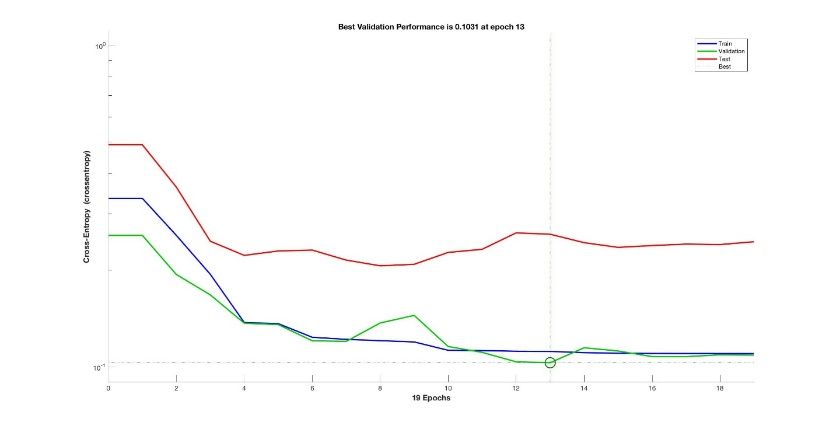 Best Validation Performance is 0.1031 at epoch 13
10⁰
Train
Validation
Test
Best
Cross-Entropy (crossentropy)
10⁻¹
0 2 4 6 8 10 12 14 16 18
19 Epochs